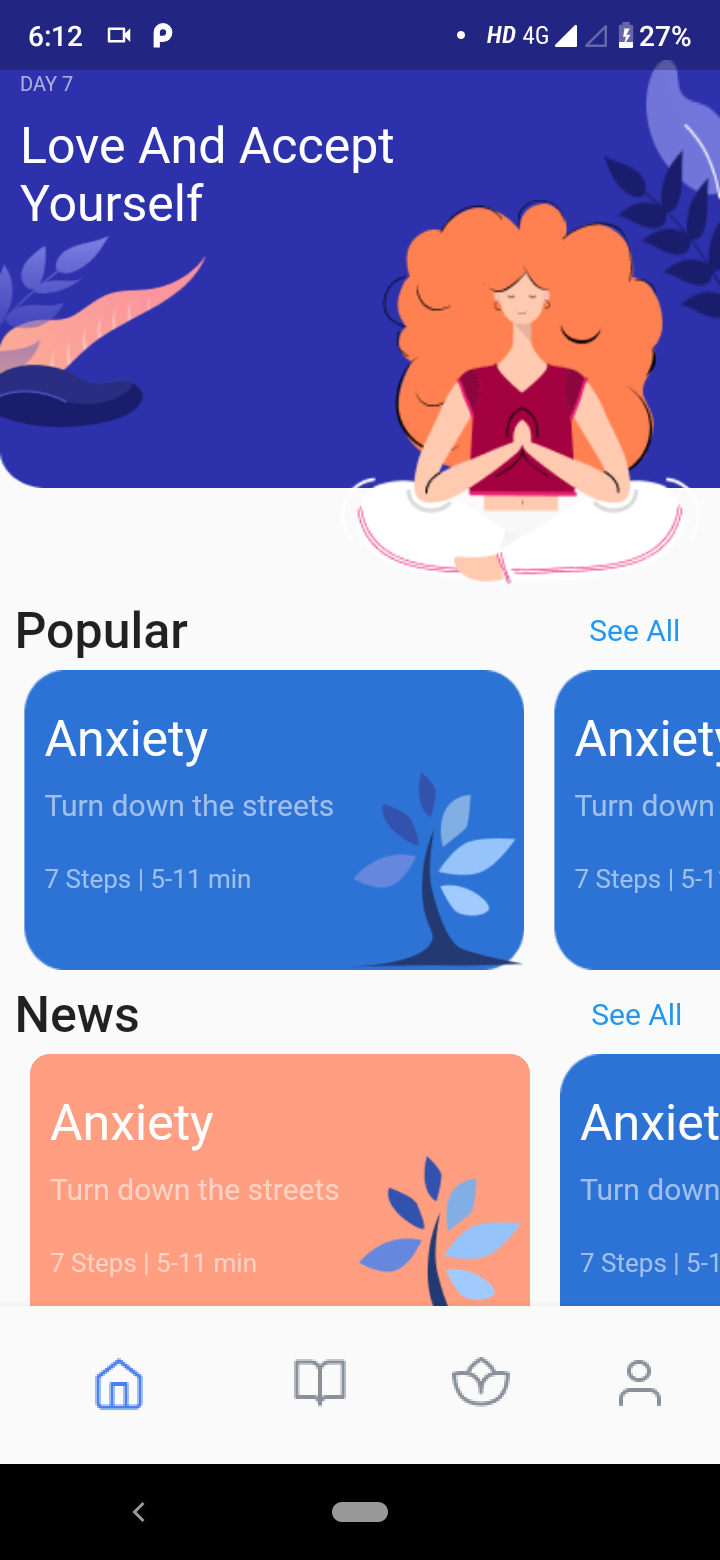 6:12 HD 4G 27%
DAY 7
Love And Accept
Yourself
Popular See All
Anxiety Anxiety
Turn down the streets Turn down
7 Steps | 5-11 min 7 Steps | 5-1
News See All
Anxiety Anxiet
Turn down the streets Turn down
7 Steps | 5-11 min 7 Steps | 5-1